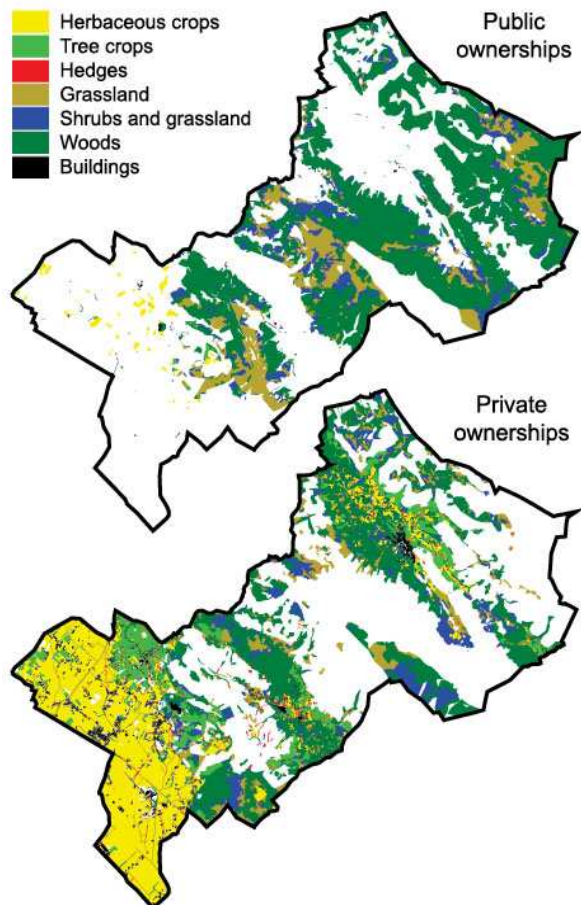 Herbaceous crops
Tree crops
Hedges
Grassland
Shrubs and grassland
Woods
Buildings
Public
ownerships
Private
ownerships